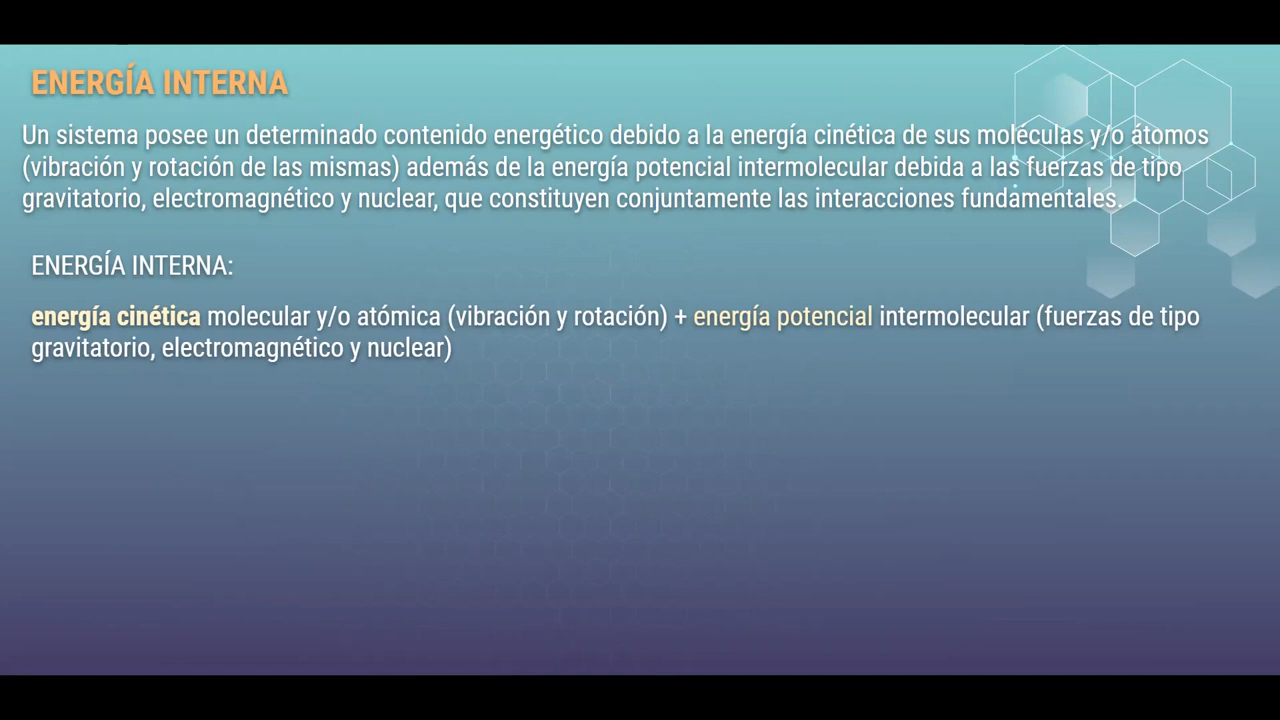 ENERGÍA INTERNA
Un sistema posee un determinado contenido energético debido a la energía cinética de sus moléculas y/o átomos
(vibración y rotación de las mismas) además de la energía potencial intermolecular debida a las fuerzas de tipo
gravitatorio, electromagnético y nuclear, que constituyen conjuntamente las interacciones fundamentales.
ENERGÍA INTERNA:
energía cinética molecular y/o atómica (vibración y rotación) + energía potencial intermolecular (fuerzas de tipo
gravitatorio, electromagnético y nuclear)